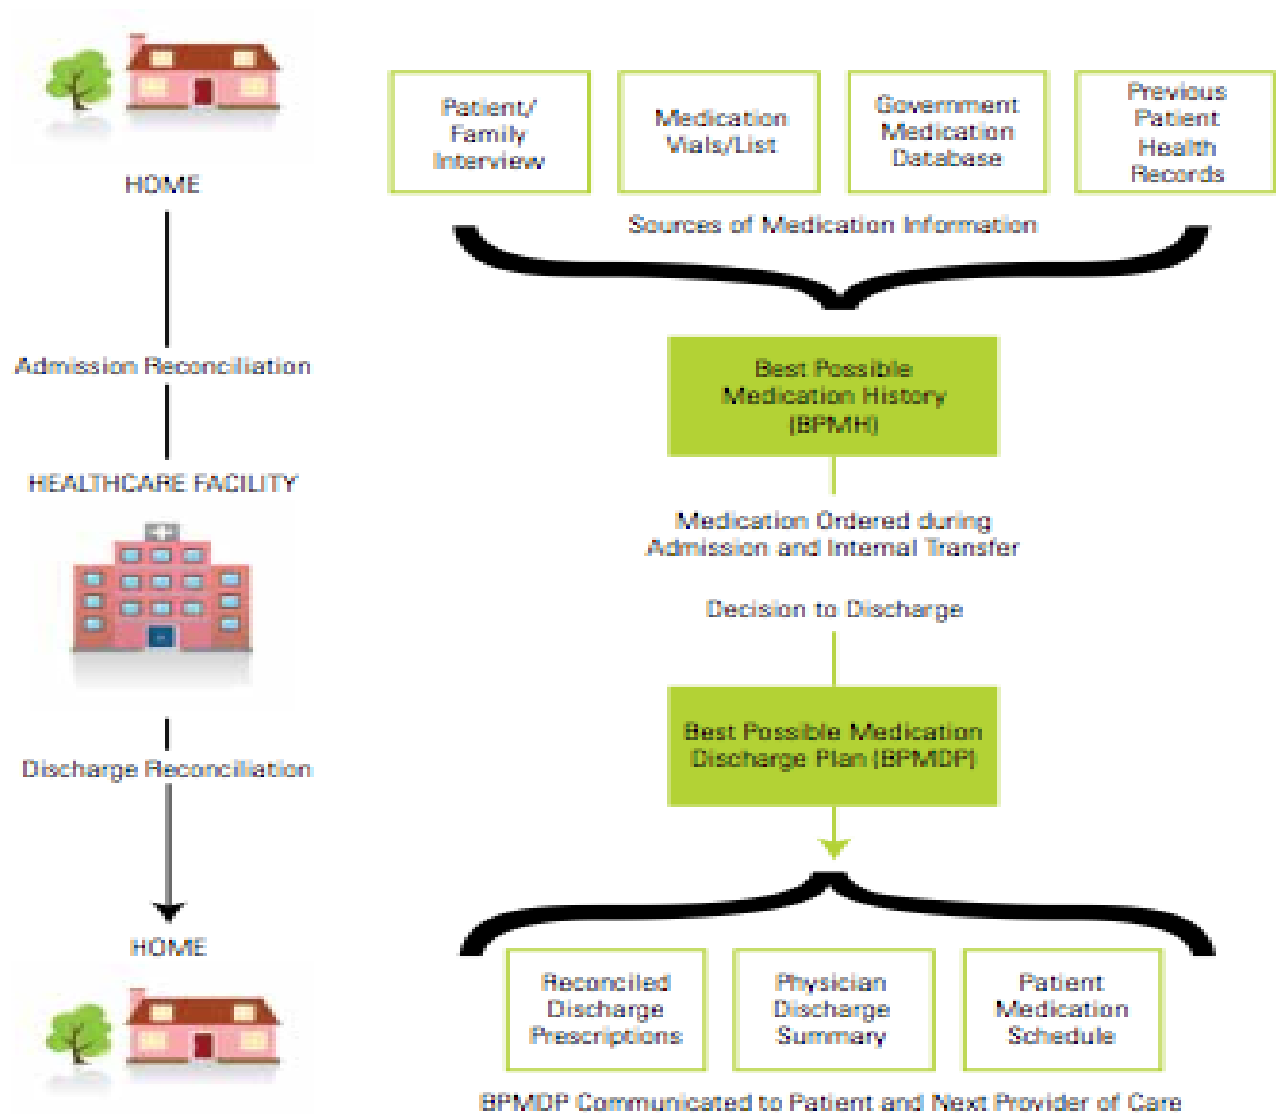 HOME
Admission Reconciliation
HEALTHCARE FACILITY
Discharge Reconciliation
HOME
Patient/
Family
Interview
Medication
Vials/List
Government
Medication
Database
Previous
Patient
Health
Records
Sources of Medication Information
Best Possible
Medication History
(BPMH)
Medication Ordered during
Admission and Internal Transfer
Decision to Discharge
Best Possible Medication
Discharge Plan (BPMDP)
Reconciled
Discharge
Prescriptions
Physician
Discharge
Summary
Patient
Medication
Schedule
BPMDP Communicated to Patient and Next Provider of Care